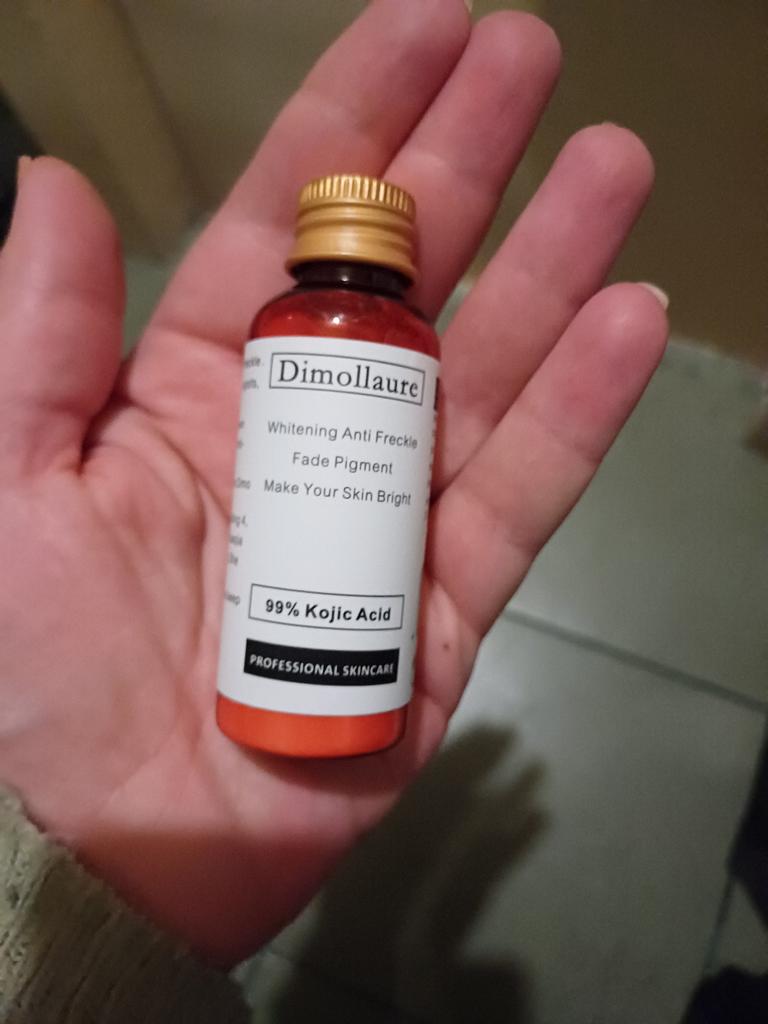 Dimollaure
Whitening Anti Freckle
Fade Pigment
Make Your Skin Bright
99% Kojic Acid
PROFESSIONAL SKINCARE